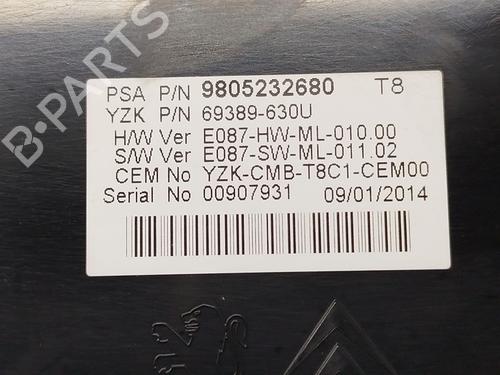 PSA P/N 9805232680 T8
YZK P/N 69389-630U
H/W Ver E087-HW-ML-010.00
S/W Ver E087-SW-ML-011.02
CEM No YZK-CMB-T8C1-CEM00
Serial No 00907931 09/01/2014
B-PARTS